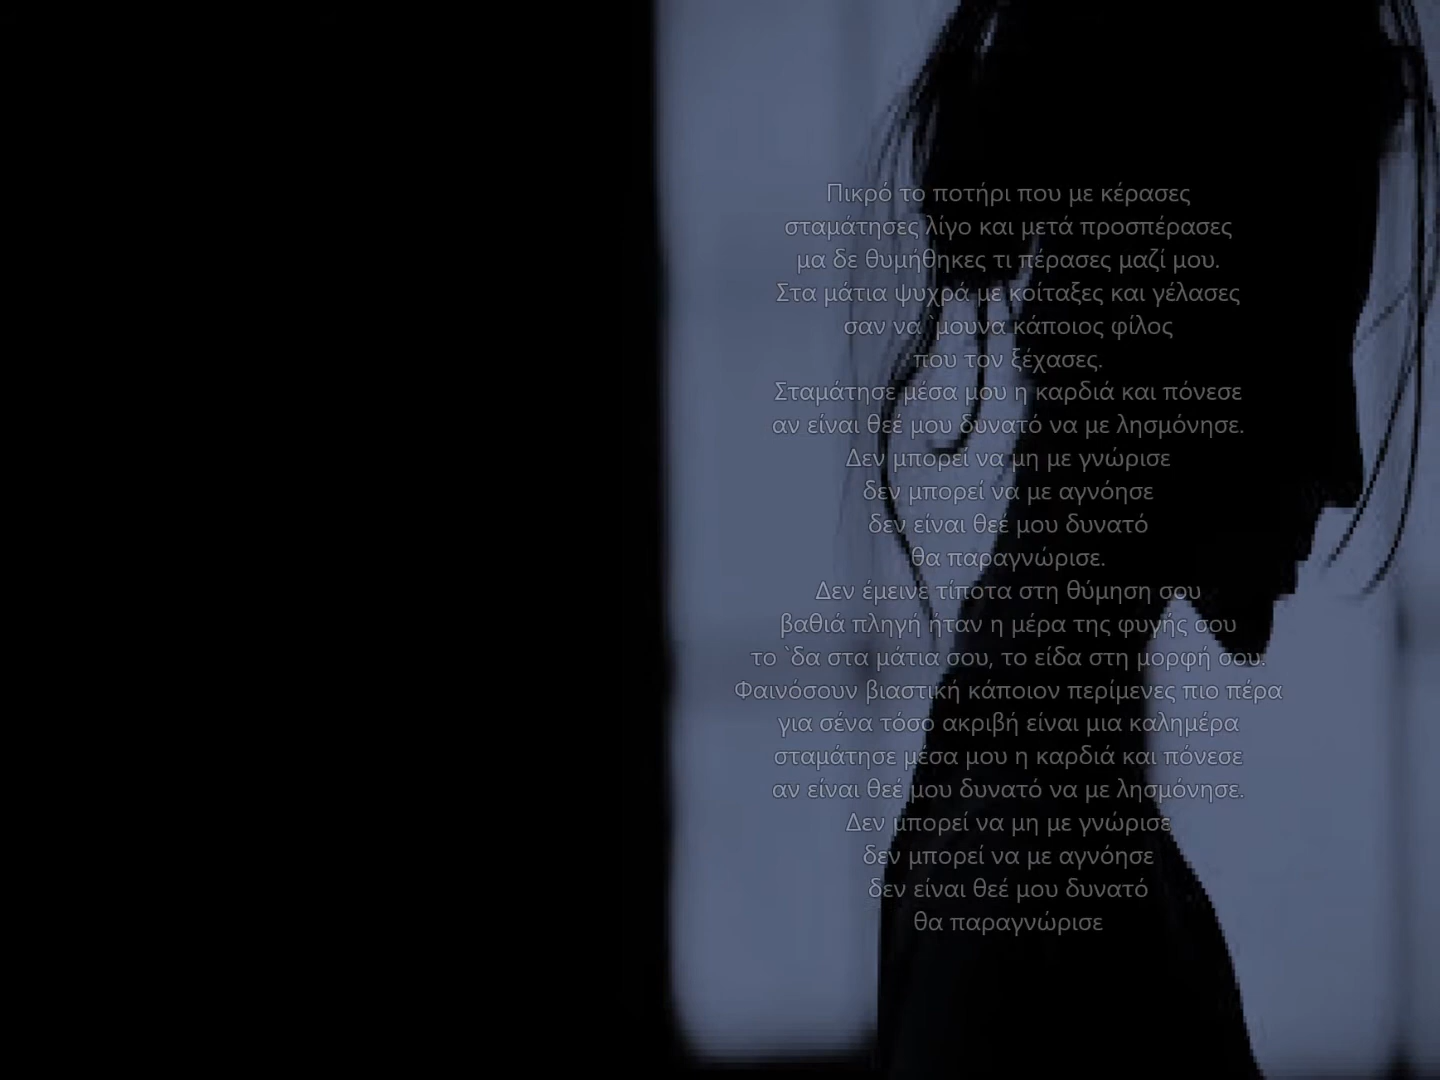 Πικρό το ποτήρι που με κέρασες
σταμάτησες λίγο και μετά προσπέρασες
μα δε θυμήθηκες τι πέρασες μαζί μου.
Στα μάτια ψυχρά με κοίταξες και γέλασες
σαν να `μουνα κάποιος φίλος
που τον ξέχασες.
Σταμάτησε μέσα μου η καρδιά και πόνεσε
αν είναι θεέ μου δυνατό να με λησμόνησε.
Δεν μπορεί να μη με γνώρισε
δεν μπορεί να με αγνόησε
δεν είναι θεέ μου δυνατό
θα παραγνώρισε.
Δεν έμεινε τίποτα στη θύμηση σου
βαθιά πληγή ήταν η μέρα της φυγής σου
το `δα στα μάτια σου, το είδα στη μορφή σου.
Φαινόσουν βιαστική κάποιον περίμενες πιο πέρα
για σένα τόσο ακριβή είναι μια καλημέρα
σταμάτησε μέσα μου η καρδιά και πόνεσε
αν είναι θεέ μου δυνατό να με λησμόνησε.
Δεν μπορεί να μη με γνώρισε
δεν μπορεί να με αγνόησε
δεν είναι θεέ μου δυνατό
θα παραγνώρισε